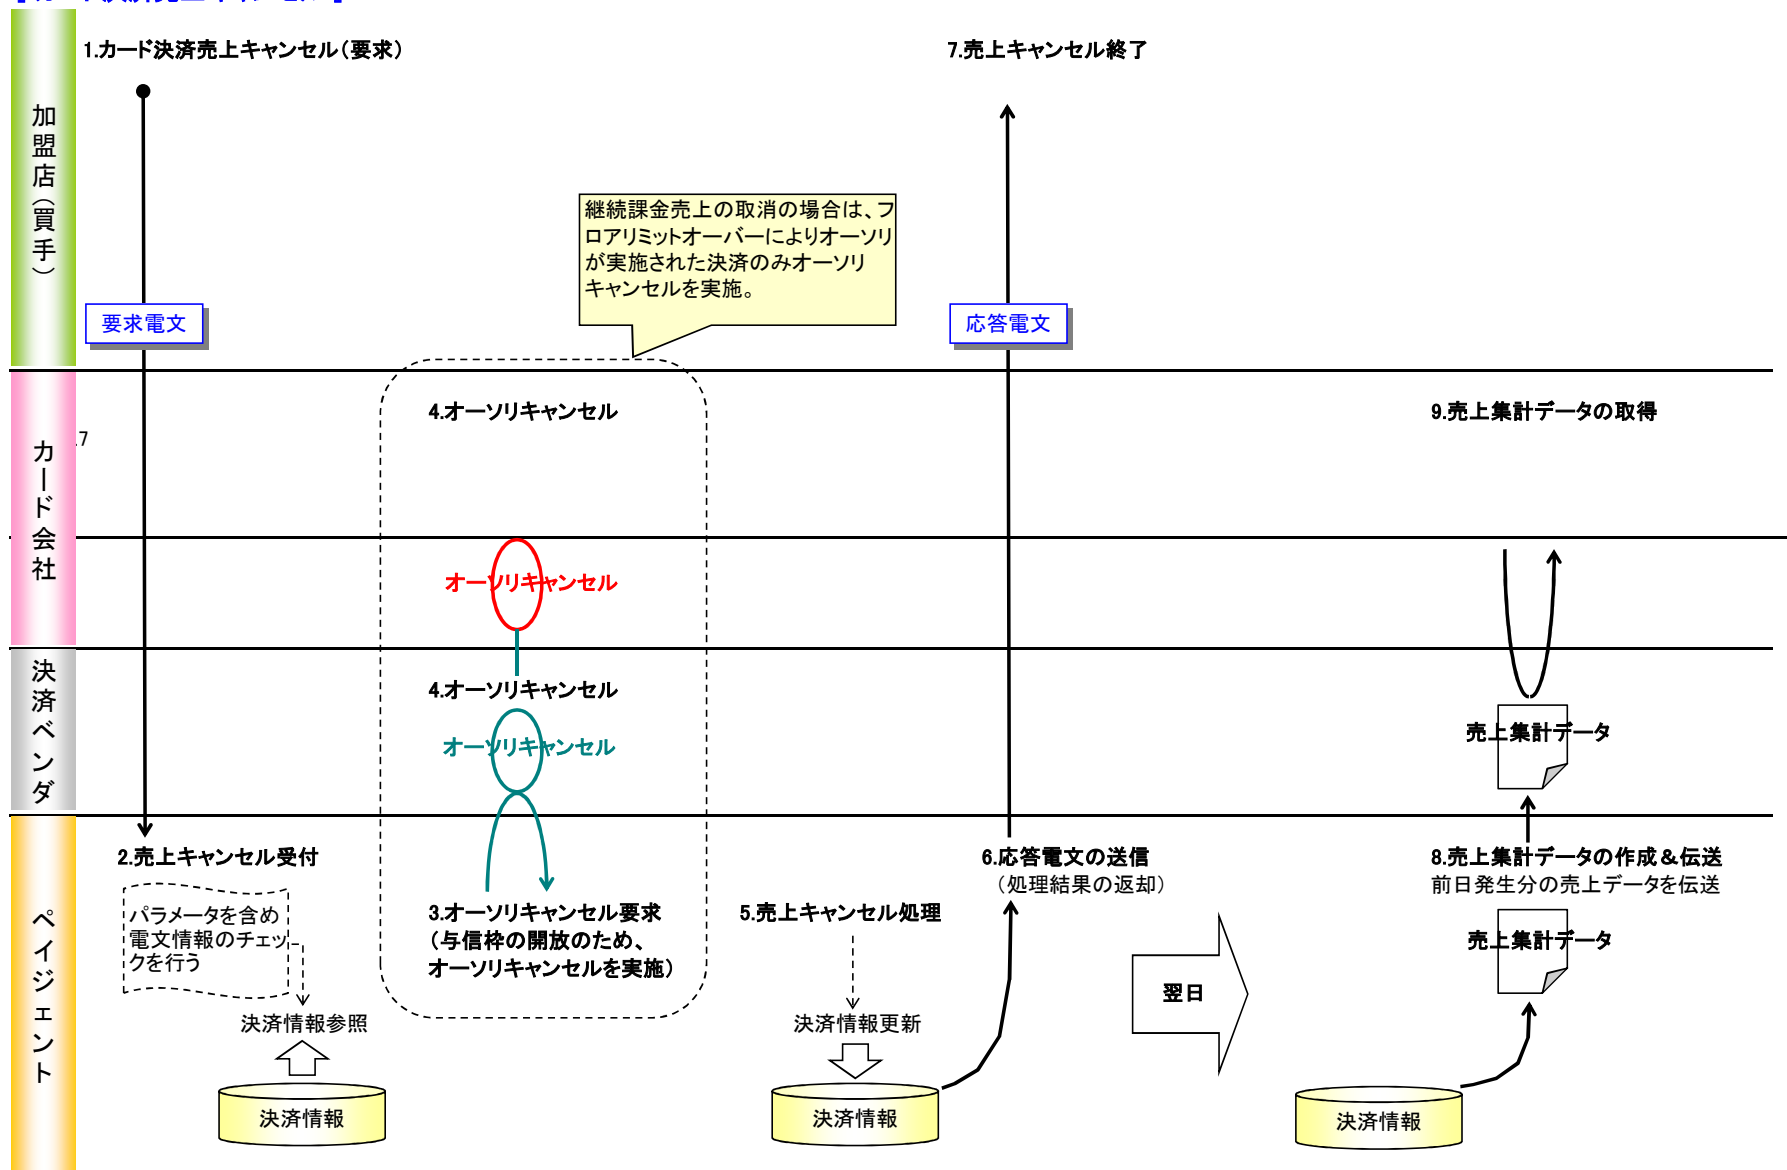 1.カード決済売上キャンセル（要求）
7.売上キャンセル終了
加盟店（買手）
継続課金売上の取消の場合は、フ
ロアリミットオーバーによりオーソリ
が実施された決済のみオーソリ
キャンセルを実施。
要求電文
応答電文
カード会社
4.オーソリキャンセル
9.売上集計データの取得
オーソリキャンセル
決済ベンダ
4.オーソリキャンセル
オーソリキャンセル
売上集計データ
ペイジェント
2.売上キャンセル受付
パラメータを含め
電文情報のチェッ
クを行う
決済情報参照
決済情報
3.オーソリキャンセル要求
（与信枠の開放のため、
オーソリキャンセルを実施）
5.売上キャンセル処理
決済情報更新
決済情報
6.応答電文の送信
（処理結果の返却）
翌日
8.売上集計データの作成＆伝送
前日発生分の売上データを伝送
売上集計データ
決済情報